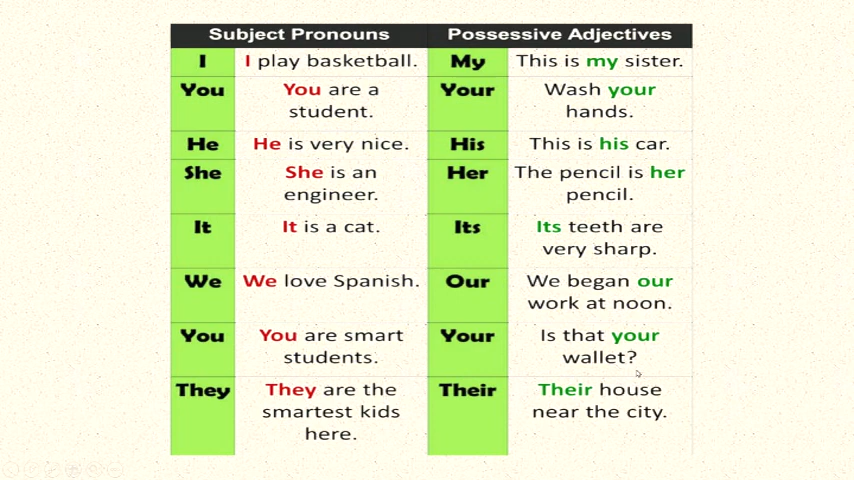 Subject Pronouns Possessive Adjectives
I I play basketball. My This is my sister.
You You are a Your Wash your
student. hands.
He He is very nice. His This is his car.
She She is an Her The pencil is her
engineer. pencil.
It It is a cat. Its Its teeth are
very sharp.
We We love Spanish. Our We began our
work at noon.
You You are smart Your Is that your
students. wallet?
They They are the Their Their house
smartest kids near the city.
here.